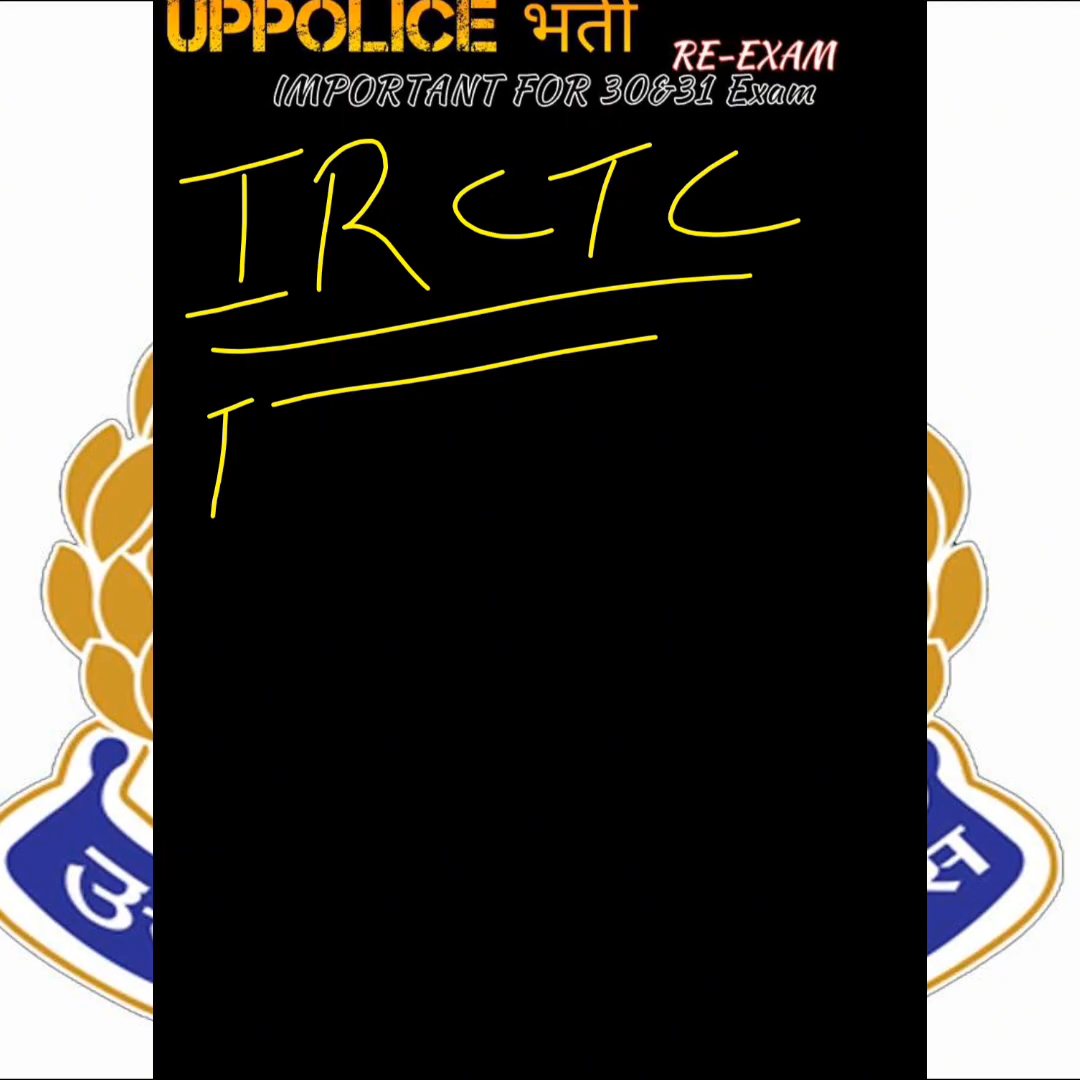 UPPOLICE भर्ती
RE-EXAM
IMPORTANT FOR 30&31 Exam
IRCTC
I